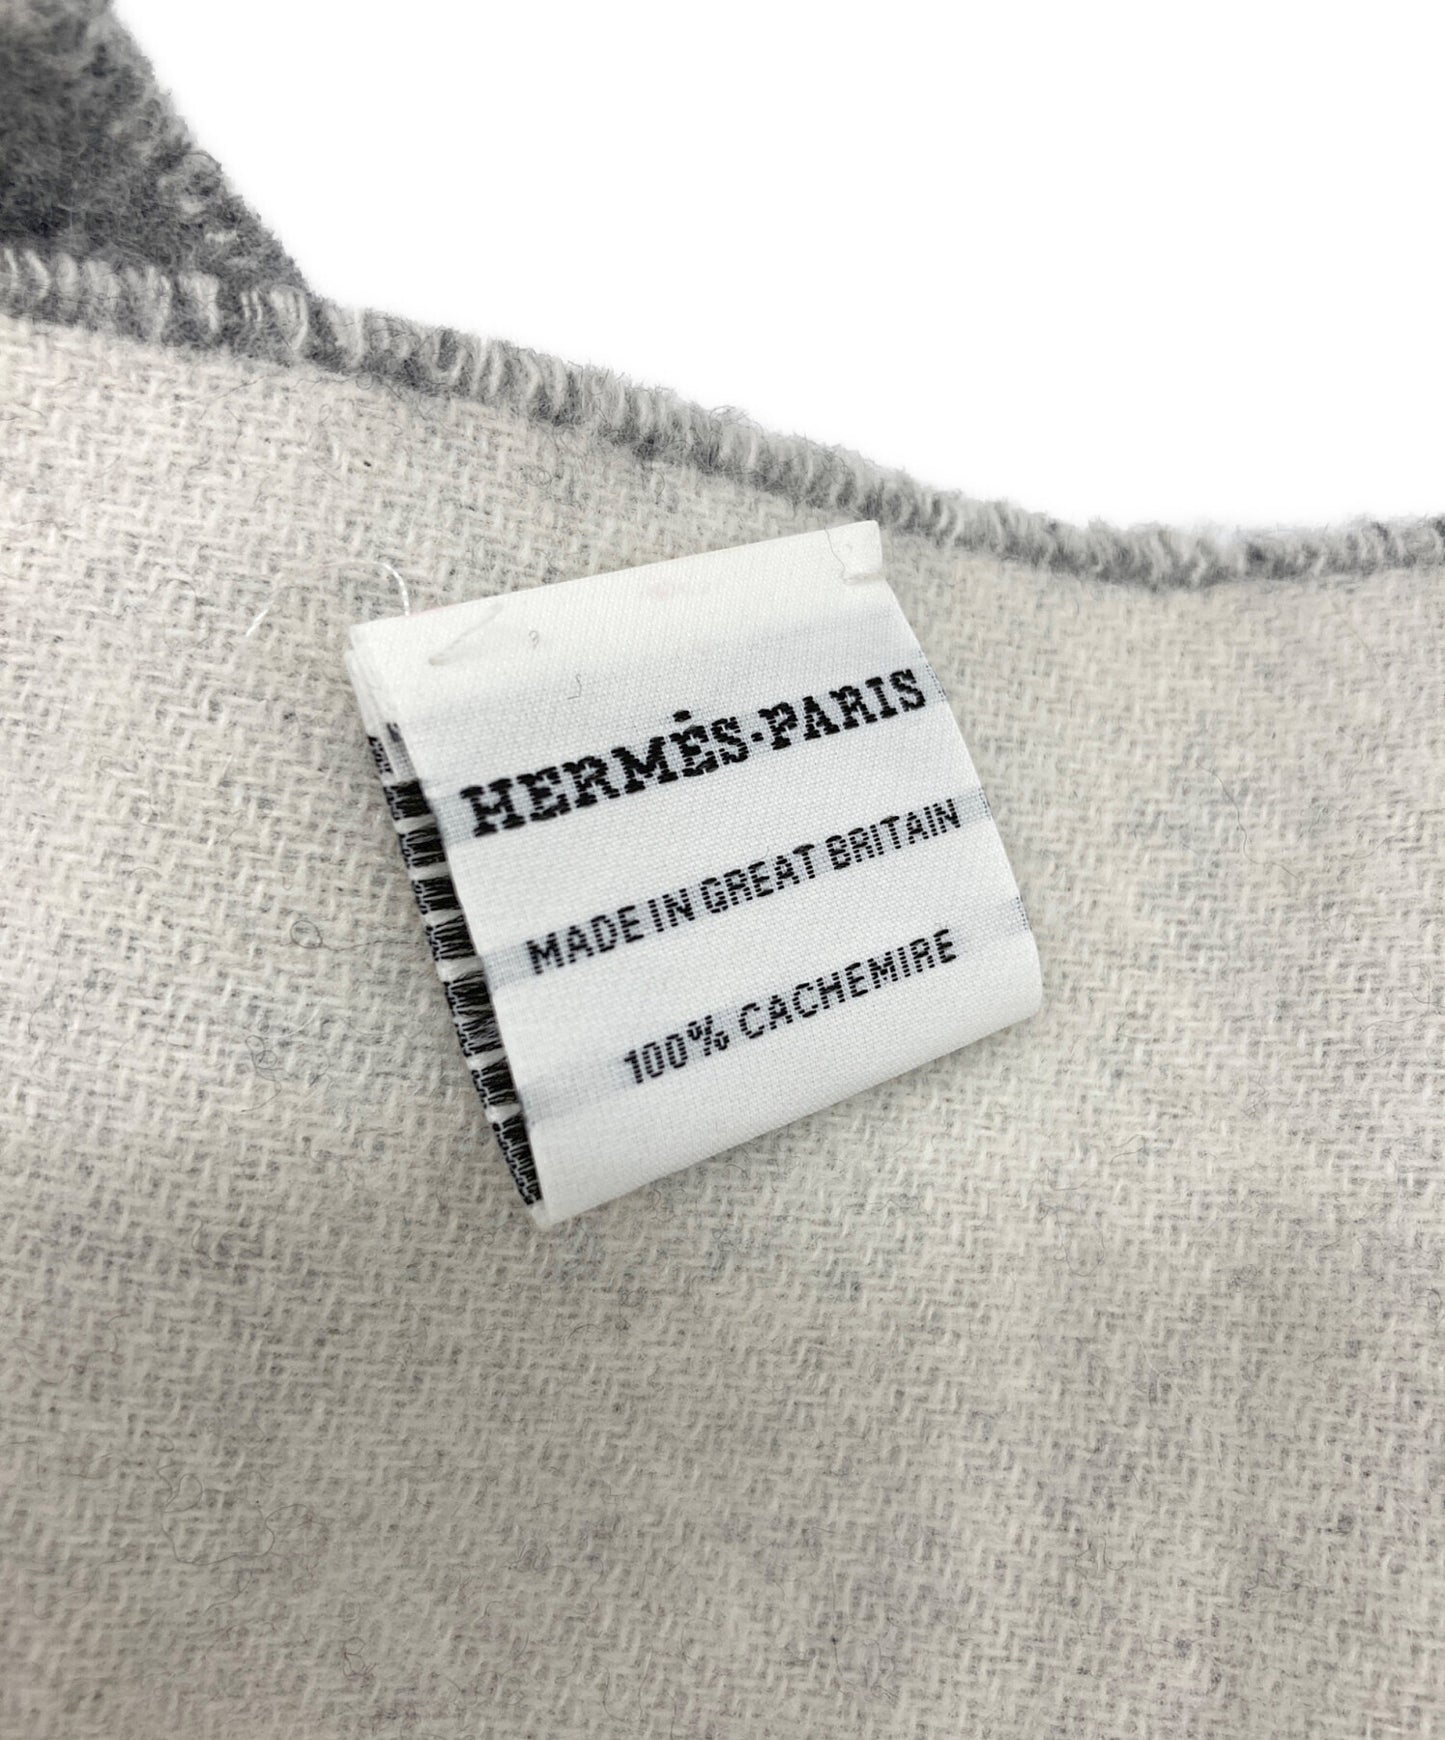 HERMÈS-PARIS
MADE IN GREAT BRITAIN
100% CACHEMIRE